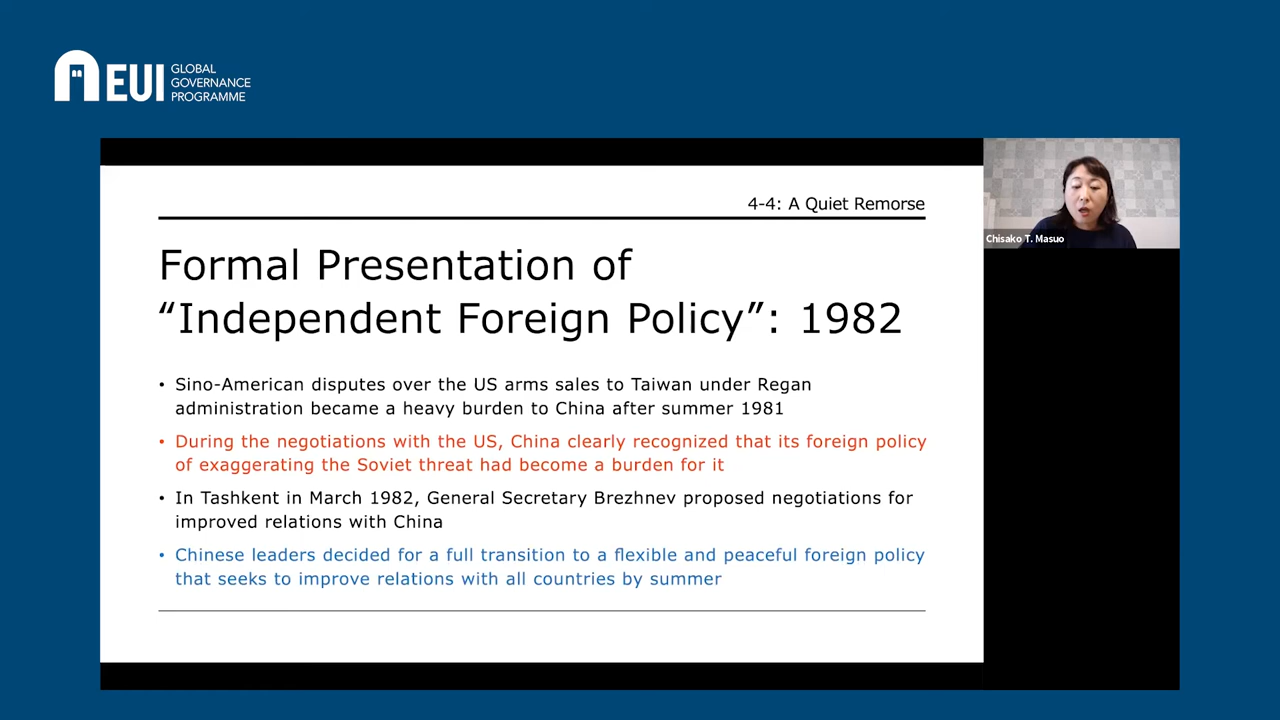 EUI
GLOBAL
GOVERNANCE
PROGRAMME
4-4: A Quiet Remorse
Formal Presentation of
“Independent Foreign Policy”: 1982
• Sino-American disputes over the US arms sales to Taiwan under Regan
administration became a heavy burden to China after summer 1981
• During the negotiations with the US, China clearly recognized that its foreign policy
of exaggerating the Soviet threat had become a burden for it
• In Tashkent in March 1982, General Secretary Brezhnev proposed negotiations for
improved relations with China
• Chinese leaders decided for a full transition to a flexible and peaceful foreign policy
that seeks to improve relations with all countries by summer
Chisako T. Masuo